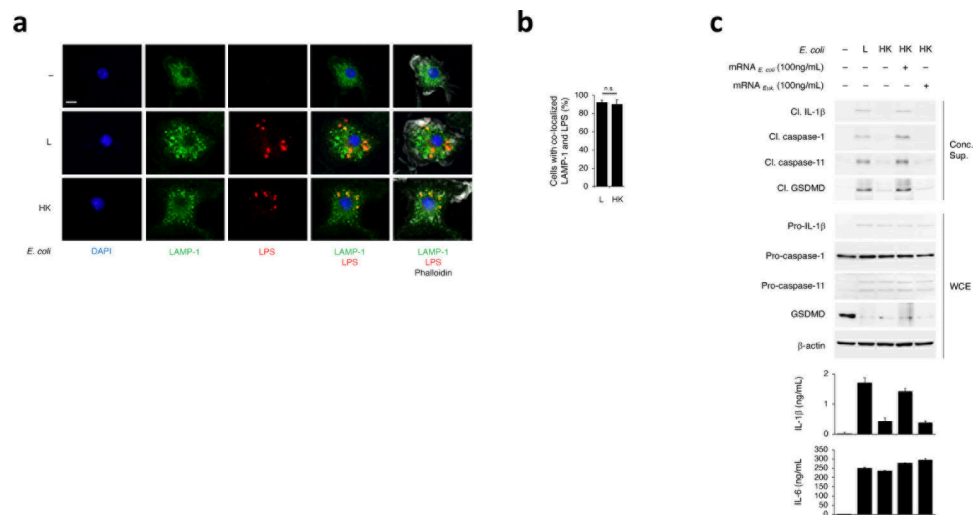 a
–
L
HK
E. coli
DAPI
LAMP-1
LPS
LAMP-1
LPS
LAMP-1
LPS
Phalloidin
b
n.s.
Cells with co-localized
LAMP-1 and LPS (%)
100
80
60
40
20
0
L HK
c
E. coli – L HK HK HK
mRNA E. coli (100ng/mL) – – – + –
mRNA Euk. (100ng/mL) – – – – +
Cl. IL-1β
Cl. caspase-1
Cl. caspase-11
Cl. GSDMD
Conc.
Sup.
Pro-IL-1β
Pro-caspase-1
Pro-caspase-11
GSDMD
β-actin
WCE
IL-1β (ng/mL)
2
1
0
IL-6 (ng/mL
300
250
200
150
100
50
0